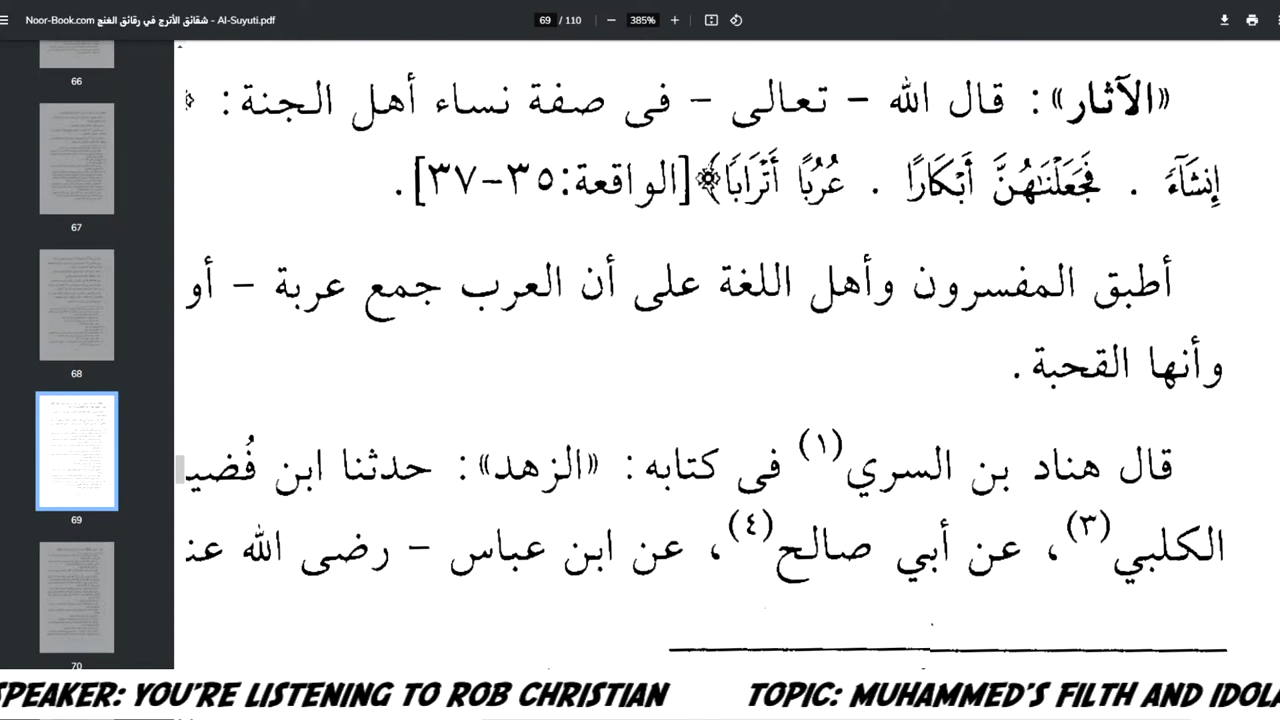 Noor-Book.com شقائق الأترج في رقائق الغنج - Al-Suyuti.pdf
69 / 110
385%
66
67
68
69
70
«الآثار» : قال الله – تعالى – فى صفة نساء أهل الجنة : ﴿
إِنشَآءً . فَجَعَلْنَٰهُنَّ أَبْكَارًا . عُرُبًا أَتْرَابًا﴾ [الواقعة:٣٥-٣٧] .
أطبق المفسرون وأهل اللغة على أن العرب جمع عربة – أو
وأنها القحبة .
قال هناد بن السري(١) فى كتابه : «الزهد» : حدثنا ابن فُضي
الكلبي(٣)، عن أبي صالح(٤)، عن ابن عباس – رضى الله عن
SPEAKER: YOU'RE LISTENING TO ROB CHRISTIAN TOPIC: MUHAMMED'S FILTH AND IDOLA